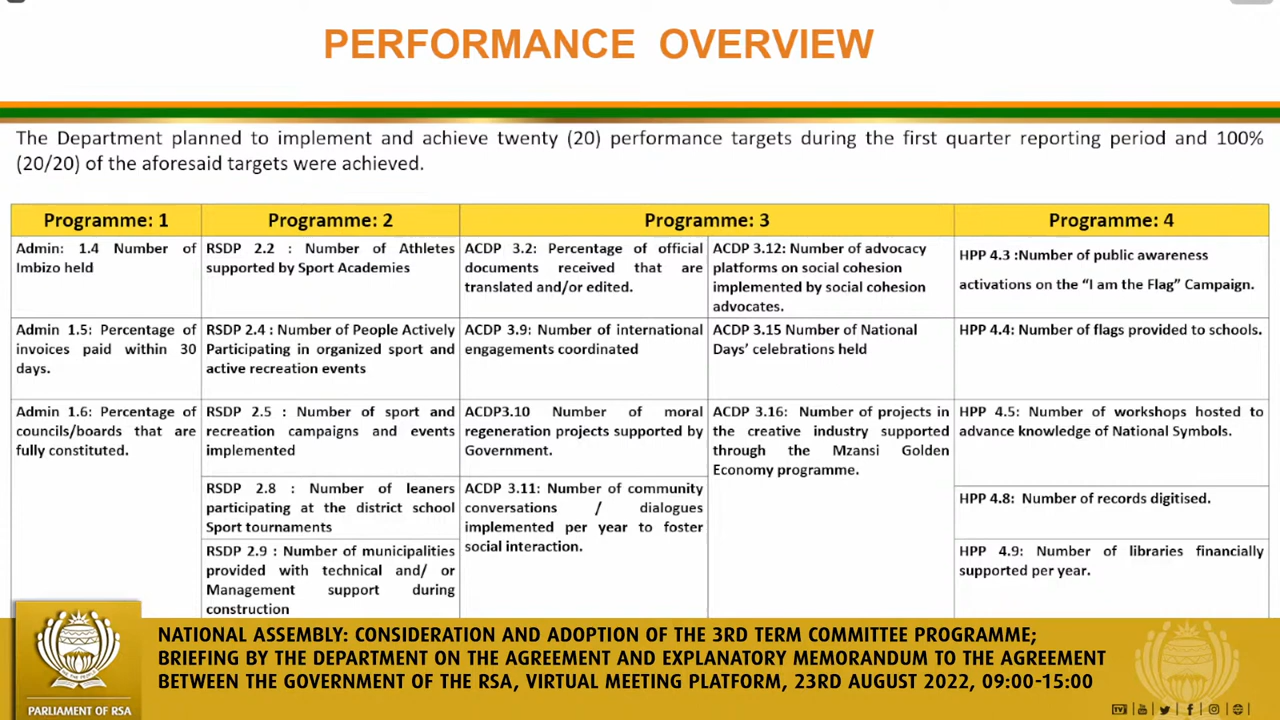 PERFORMANCE OVERVIEW
The Department planned to implement and achieve twenty (20) performance targets during the first quarter reporting period and 100%
(20/20) of the aforesaid targets were achieved.
Programme: 1
Programme: 2
Programme: 3
Programme: 4
Admin: 1.4 Number of
Imbizo held
RSDP 2.2 : Number of Athletes
supported by Sport Academies
ACDP 3.2: Percentage of official
documents received that are
translated and/or edited.
ACDP 3.12: Number of advocacy
platforms on social cohesion
implemented by social cohesion
advocates.
HPP 4.3 :Number of public awareness
activations on the “I am the Flag” Campaign.
Admin 1.5: Percentage of
invoices paid within 30
days.
RSDP 2.4 : Number of People Actively
Participating in organized sport and
active recreation events
ACDP 3.9: Number of international
engagements coordinated
ACDP 3.15 Number of National
Days’ celebrations held
HPP 4.4: Number of flags provided to schools.
Admin 1.6: Percentage of
councils/boards that are
fully constituted.
RSDP 2.5 : Number of sport and
recreation campaigns and events
implemented
ACDP3.10 Number of moral
regeneration projects supported by
Government.
ACDP 3.16: Number of projects in
the creative industry supported
through the Mzansi Golden
Economy programme.
HPP 4.5: Number of workshops hosted to
advance knowledge of National Symbols.
RSDP 2.8 : Number of leaners
participating at the district school
Sport tournaments
ACDP 3.11: Number of community
conversations / dialogues
implemented per year to foster
social interaction.
HPP 4.8: Number of records digitised.
RSDP 2.9 : Number of municipalities
provided with technical and/ or
Management support during
construction
HPP 4.9: Number of libraries financially
supported per year.
NATIONAL ASSEMBLY: CONSIDERATION AND ADOPTION OF THE 3RD TERM COMMITTEE PROGRAMME;
BRIEFING BY THE DEPARTMENT ON THE AGREEMENT AND EXPLANATORY MEMORANDUM TO THE AGREEMENT
BETWEEN THE GOVERNMENT OF THE RSA, VIRTUAL MEETING PLATFORM, 23RD AUGUST 2022, 09:00-15:00
PARLIAMENT OF RSA